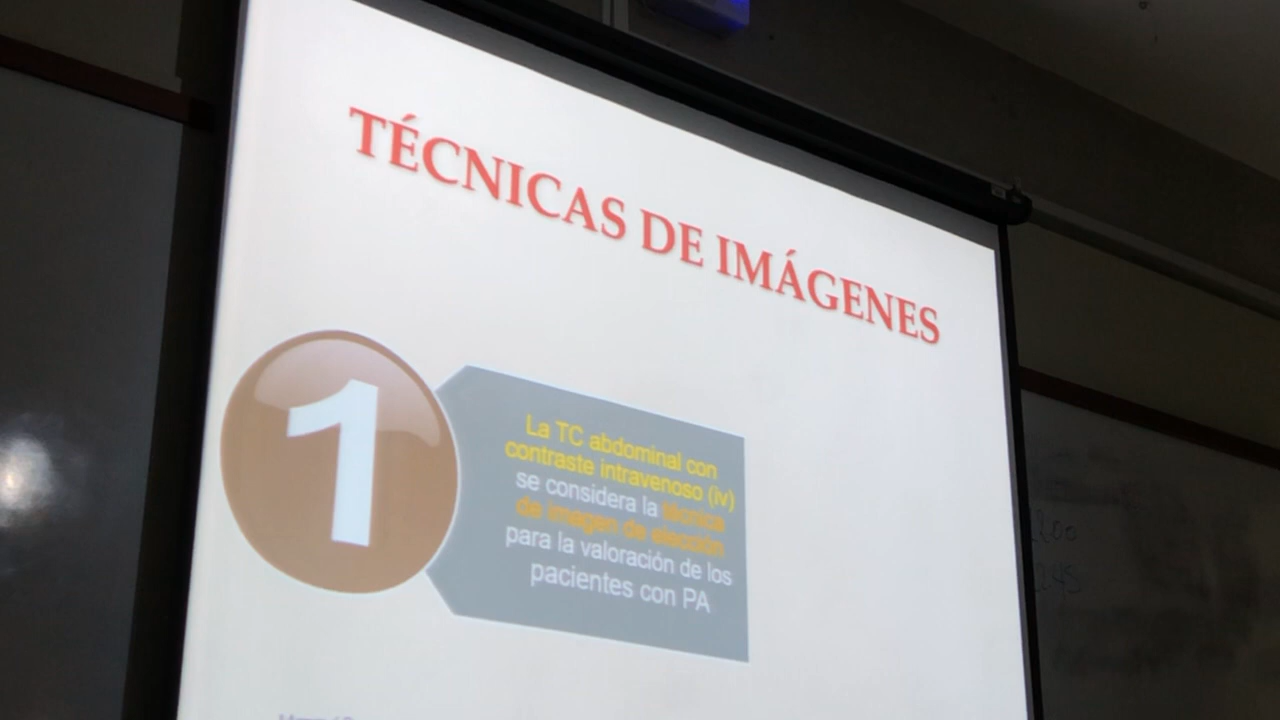 TÉCNICAS DE IMÁGENES
1
La TC abdominal con
contraste intravenoso (iv)
se considera la técnica
de imagen de elección
para la valoración de los
pacientes con PA